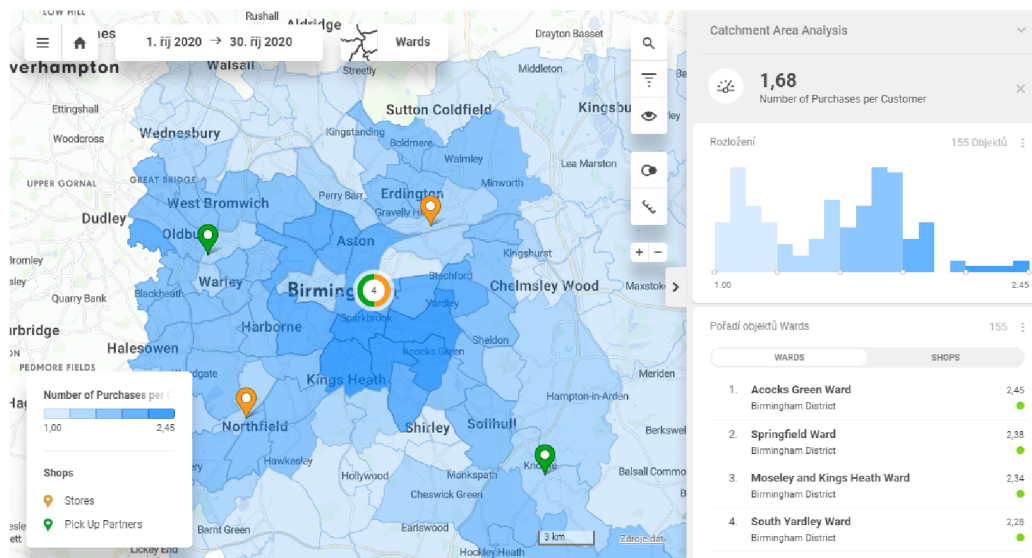 LOW HILL
Rushall
Aldridge
1. říj 2020 → 30. říj 2020
Wards
Drayton Basset
verhampton
Walsall
Streetly
Middleton
Ettingshall
Sutton Coldfield
Kingsbu
Woodcross
Wednesbury
Kingstanding
Boldmere
Walmley
Lea Marston
UPPER GORNAL
GREAT BRIDGE
Perry Barr
Erdington
Minworth
West Bromwich
Gravelly Hi
Dudley
Oldbu
Aston
Bromley
Kingshurst
Warley
Stechford
Chelmsley Wood
Maxstoke
Quarry Bank
Blackheath
Birming
4
Yardley
Sparkbrook
Harborne
Sheldon
Halesowen
Acocks Green
PEDMORE FIELDS
Meriden
Kings Heath
Hampton-in-Arden
Northfield
Shirley
Solihull
Berkswel
Hawkesley
Hollywood
Monkspath
Balsall Commo
Cheswick Green
Barnt Green
Earlswood
Lickey End
Hockley Heath
3 km
Zdroje dat
Number of Purchases per C
1,00
2,45
Shops
Stores
Pick Up Partners
Catchment Area Analysis
1,68
Number of Purchases per Customer
Rozložení
155 Objektů
1.00
2.45
Pořadí objektů Wards
155
WARDS
SHOPS
1. Acocks Green Ward 2,45
Birmingham District
2. Springfield Ward 2,38
Birmingham District
3. Moseley and Kings Heath Ward 2,34
Birmingham District
4. South Yardley Ward 2,28
Birmingham District